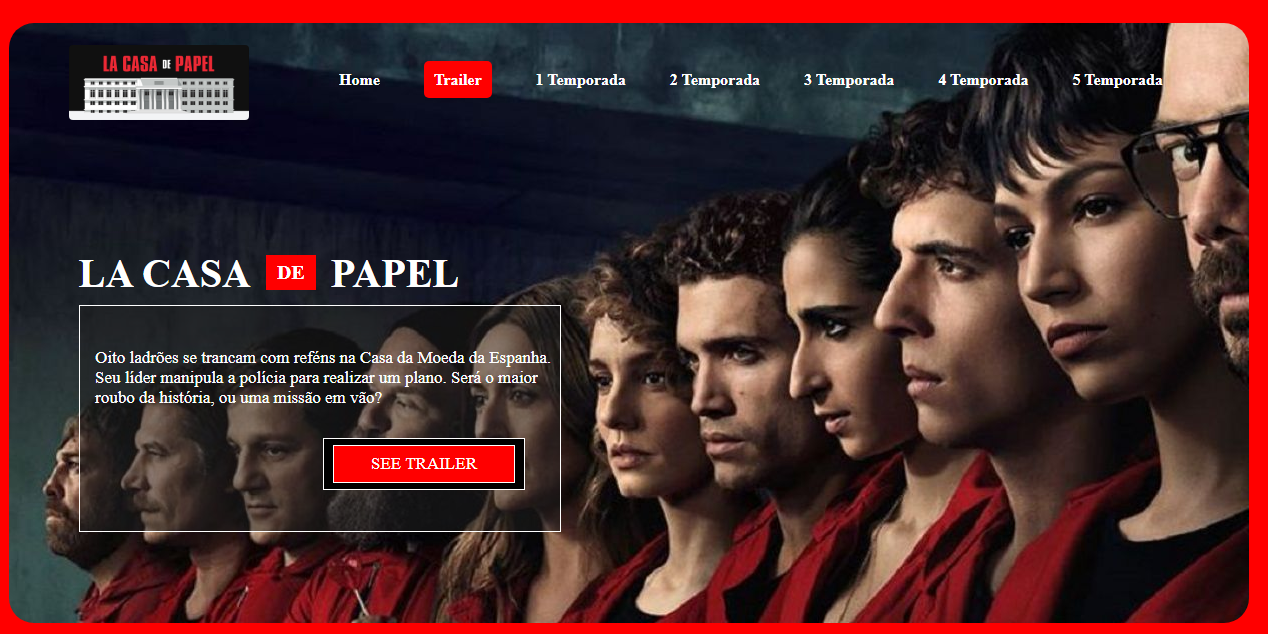 LA CASA DE PAPEL
Home Trailer 1 Temporada 2 Temporada 3 Temporada 4 Temporada 5 Temporada
LA CASA DE PAPEL
Oito ladrões se trancam com reféns na Casa da Moeda da Espanha.
Seu líder manipula a polícia para realizar um plano. Será o maior
roubo da história, ou uma missão em vão?
SEE TRAILER